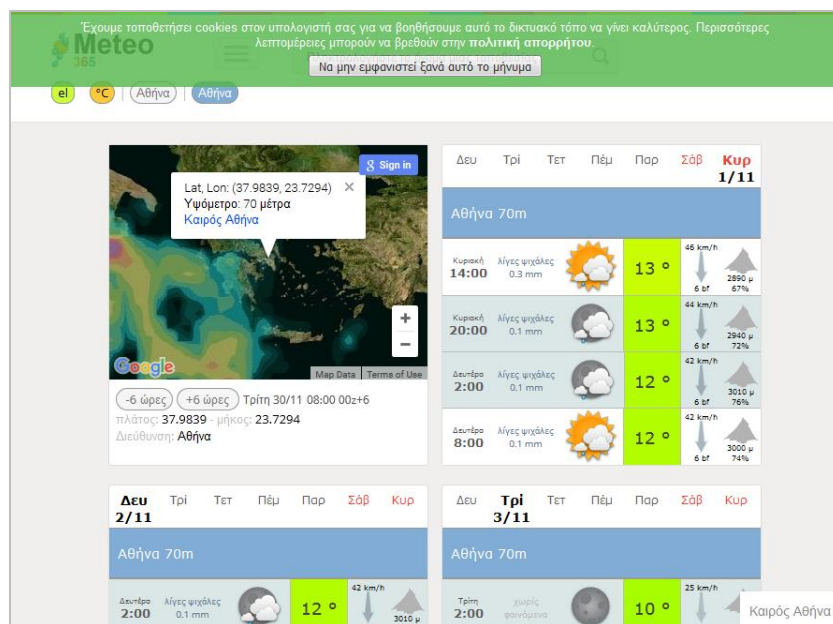 Έχουμε τοποθετήσει cookies στον υπολογιστή σας για να βοηθήσουμε αυτό το δικτυακό τόπο να γίνει καλύτερος. Περισσότερες
λεπτομέρειες μπορούν να βρεθούν στην πολιτική απορρήτου.
Να μην εμφανιστεί ξανά αυτό το μήνυμα
Meteo
365
el °C Αθήνα Αθήνα
g Sign in
Lat, Lon: (37.9839, 23.7294) ×
Υψόμετρο: 70 μέτρα
Καιρός Αθήνα
+
−
Google Map Data Terms of Use
-6 ώρες +6 ώρες Τρίτη 30/11 08:00 00z+6
πλάτος: 37.9839 - μήκος: 23.7294
Διεύθυνση: Αθήνα
Δευ Τρί Τετ Πέμ Παρ Σάβ Κυρ
1/11
Αθήνα 70m
Κυριακή λίγες ψιχάλες 13 ° 46 km/h
14:00 0.3 mm 6 bf 2890 μ
67%
Κυριακή λίγες ψιχάλες 13 ° 44 km/h
20:00 0.1 mm 6 bf 2940 μ
72%
Δευτέρα λίγες ψιχάλες 12 ° 42 km/h
2:00 0.1 mm 6 bf 3010 μ
76%
Δευτέρα λίγες ψιχάλες 12 ° 42 km/h
8:00 0.1 mm 6 bf 3000 μ
74%
Δευ Τρί Τετ Πέμ Παρ Σάβ Κυρ
2/11
Αθήνα 70m
Δευτέρα λίγες ψιχάλες 12 ° 42 km/h
2:00 0.1 mm 3010 μ
Δευ Τρί Τετ Πέμ Παρ Σάβ Κυρ
3/11
Αθήνα 70m
Τρίτη χωρίς 10 ° 25 km/h
2:00 φαινόμενα
Καιρός Αθήνα